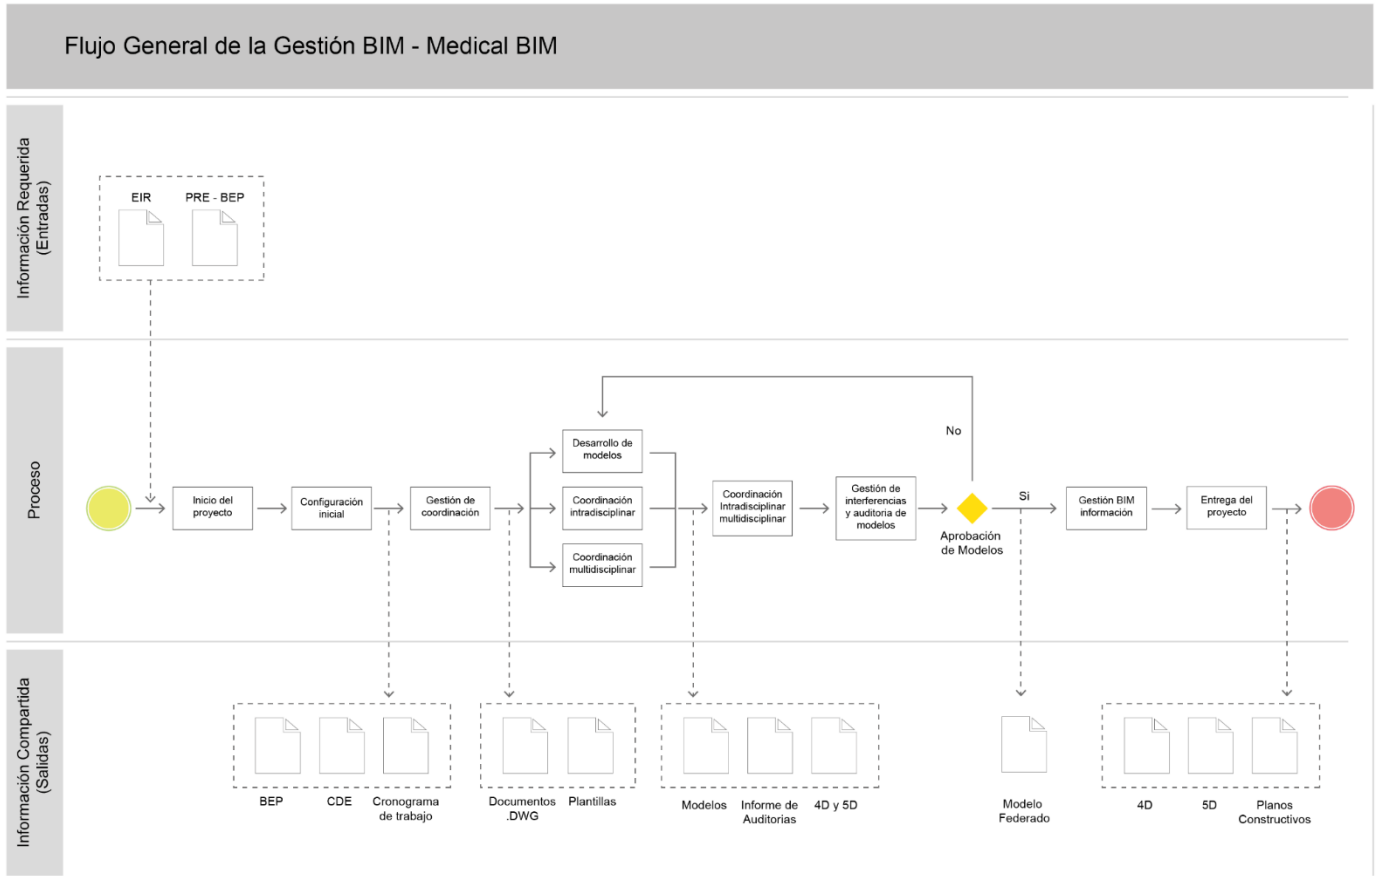 Flujo General de la Gestión BIM - Medical BIM
Información Requerida
(Entradas)
EIR
PRE - BEP
Proceso
Inicio del
proyecto
Configuración
inicial
Gestión de
coordinación
Desarrollo de
modelos
Coordinación
intradisciplinar
Coordinación
multidisciplinar
Coordinación
Intradisciplinar
multidisciplinar
Gestión de
interferencias
y auditoria de
modelos
No
Aprobación
de Modelos
Si
Gestión BIM
información
Entrega del
proyecto
Información Compartida
(Salidas)
BEP
CDE
Cronograma
de trabajo
Documentos
.DWG
Plantillas
Modelos
Informe de
Auditorias
4D y 5D
Modelo
Federado
4D
5D
Planos
Constructivos